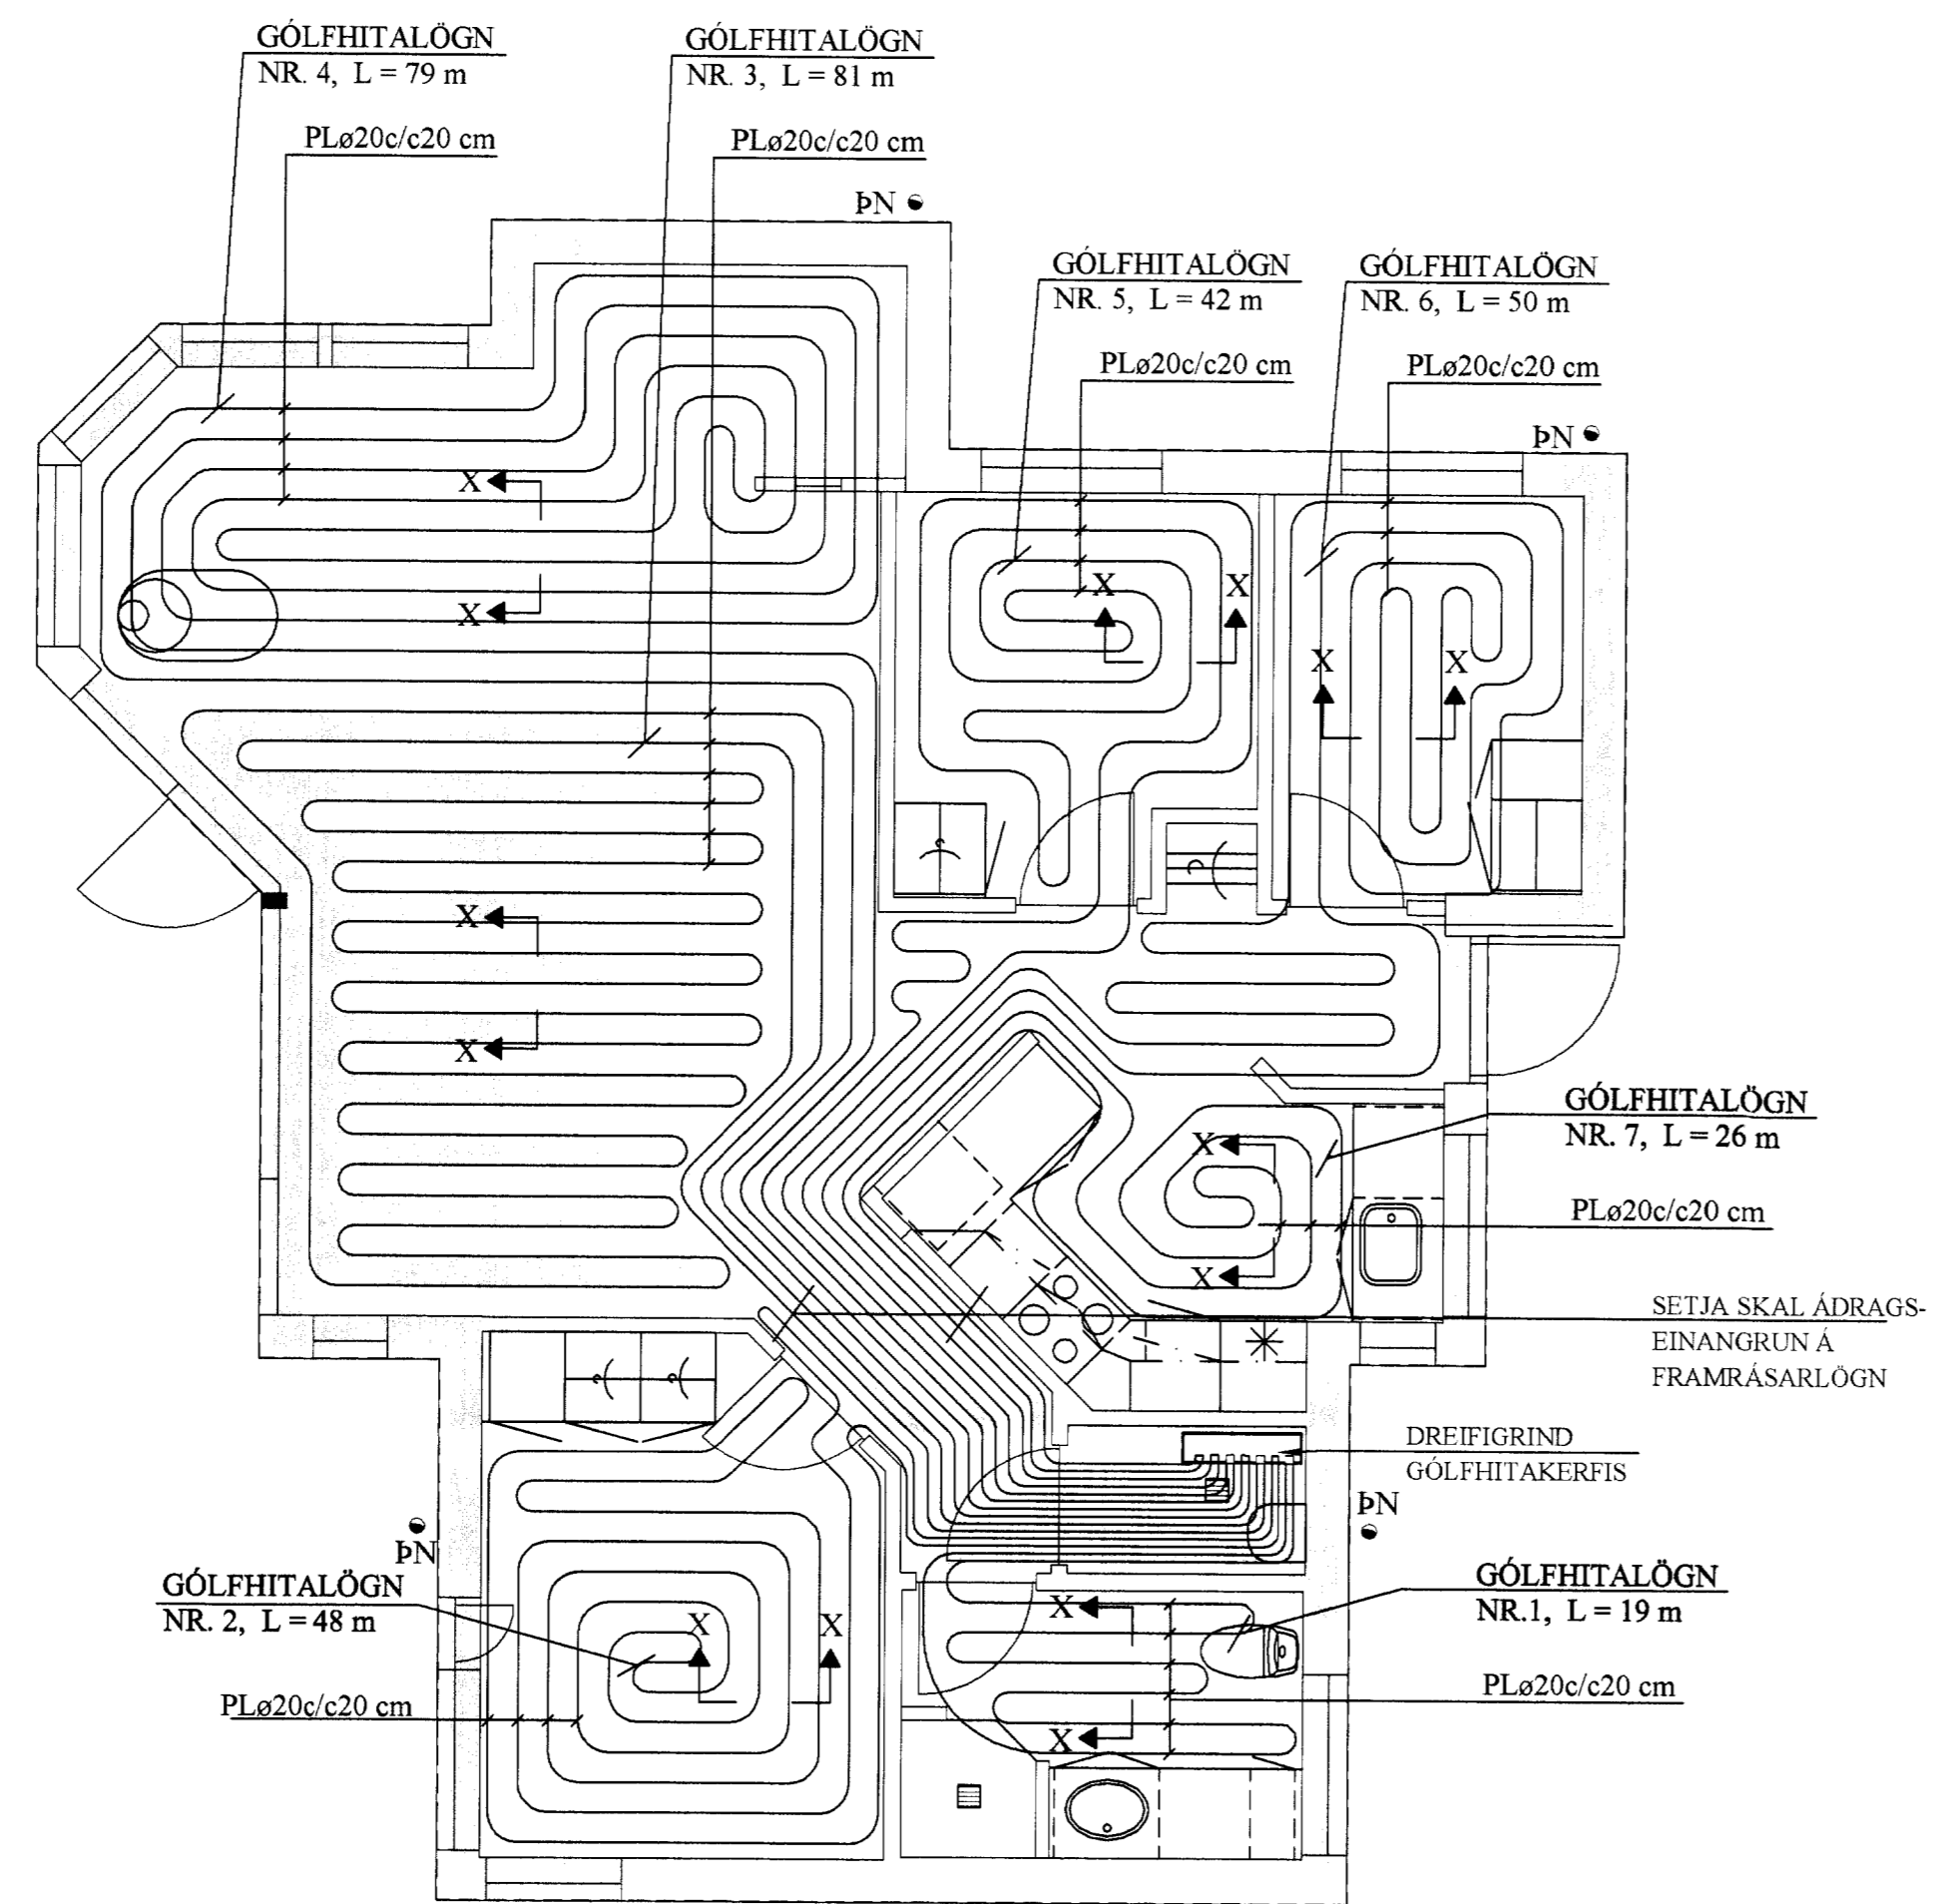 GÓLFHITALÖGN
NR. 4, L = 79 m
PLø20c/c20 cm
GÓLFHITALÖGN
NR. 3, L = 81 m
PLø20c/c20 cm
ÞN
GÓLFHITALÖGN
NR. 5, L = 42 m
PLø20c/c20 cm
GÓLFHITALÖGN
NR. 6, L = 50 m
PLø20c/c20 cm
ÞN
X
X
X
X
X
X
X
X
GÓLFHITALÖGN
NR. 7, L = 26 m
X
X
PLø20c/c20 cm
SETJA SKAL ÁDRAGS-
EINANGRUN Á
FRAMRÁSARLÖGN
DREIFIGRIND
GÓLFHITAKERFIS
ÞN
ÞN
GÓLFHITALÖGN
NR. 2, L = 48 m
PLø20c/c20 cm
X
X
X
X
GÓLFHITALÖGN
NR.1, L = 19 m
PLø20c/c20 cm